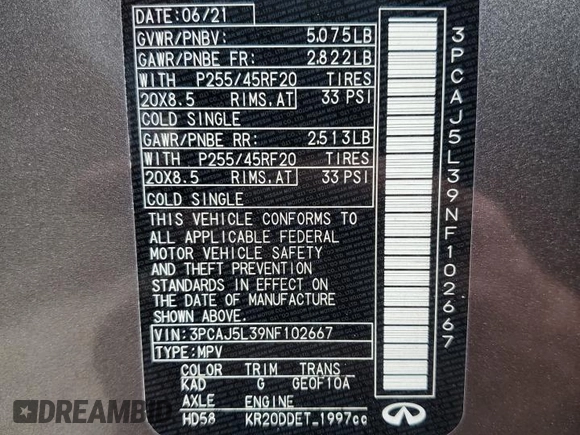 DATE: 06/21
GVWR/PNBV: 5.075LB
GAWR/PNBE FR: 2.822LB
WITH P255/45RF20 TIRES
20X8.5 RIMS.AT 33 PSI
COLD SINGLE
GAWR/PNBE RR: 2.513LB
WITH P255/45RF20 TIRES
20X8.5 RIMS.AT 33 PSI
COLD SINGLE
THIS VEHICLE CONFORMS TO
ALL APPLICABLE FEDERAL
MOTOR VEHICLE SAFETY
AND THEFT PREVENTION
STANDARDS IN EFFECT ON
THE DATE OF MANUFACTURE
SHOWN ABOVE.
VIN: 3PCAJ5L39NF102667
TYPE: MPV
COLOR TRIM TRANS
KAD G GEOF10A
AXLE ENGINE
HD58 KR20DDET_1997cc
3PCAJ5L39NF102667
DREAMBID